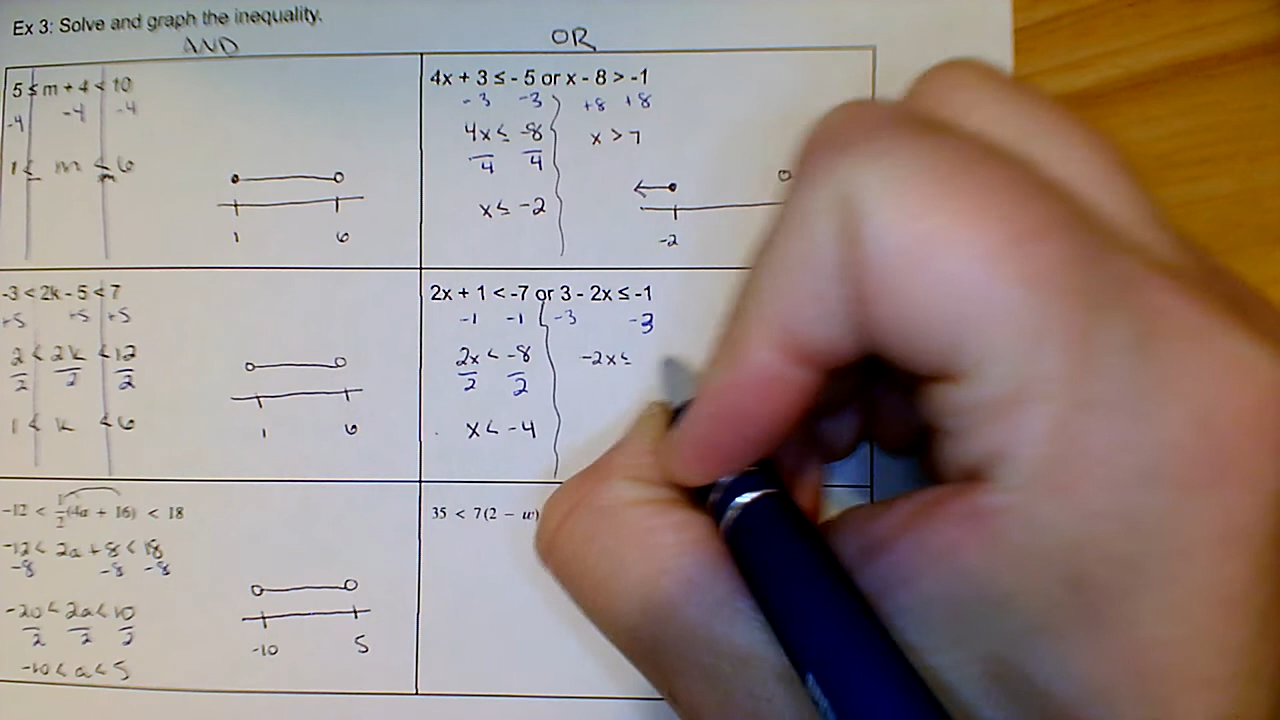 Ex 3: Solve and graph the inequality.
AND
OR
5 ≤ m + 4 < 10
-4 -4 -4
1 ≤ m < 6
1 6
4x + 3 ≤ - 5 or x - 8 > -1
-3 -3 +8 +8
4x ≤ -8 x > 7
4 4
x ≤ -2
-2
-3 < 2k - 5 < 7
+5 +5 +5
2 < 2k < 12
2 2 2
1 < k < 6
1 6
2x + 1 < -7 or 3 - 2x ≤ -1
-1 -1 -3 -3
2x < -8 -2x ≤
2 2
x < -4
-12 < 1/2(4a + 16) < 18
-12 < 2a + 8 < 18
-8 -8 -8
-20 < 2a < 10
2 2 2
-10 < a < 5
-10 5
35 < 7(2 - w)